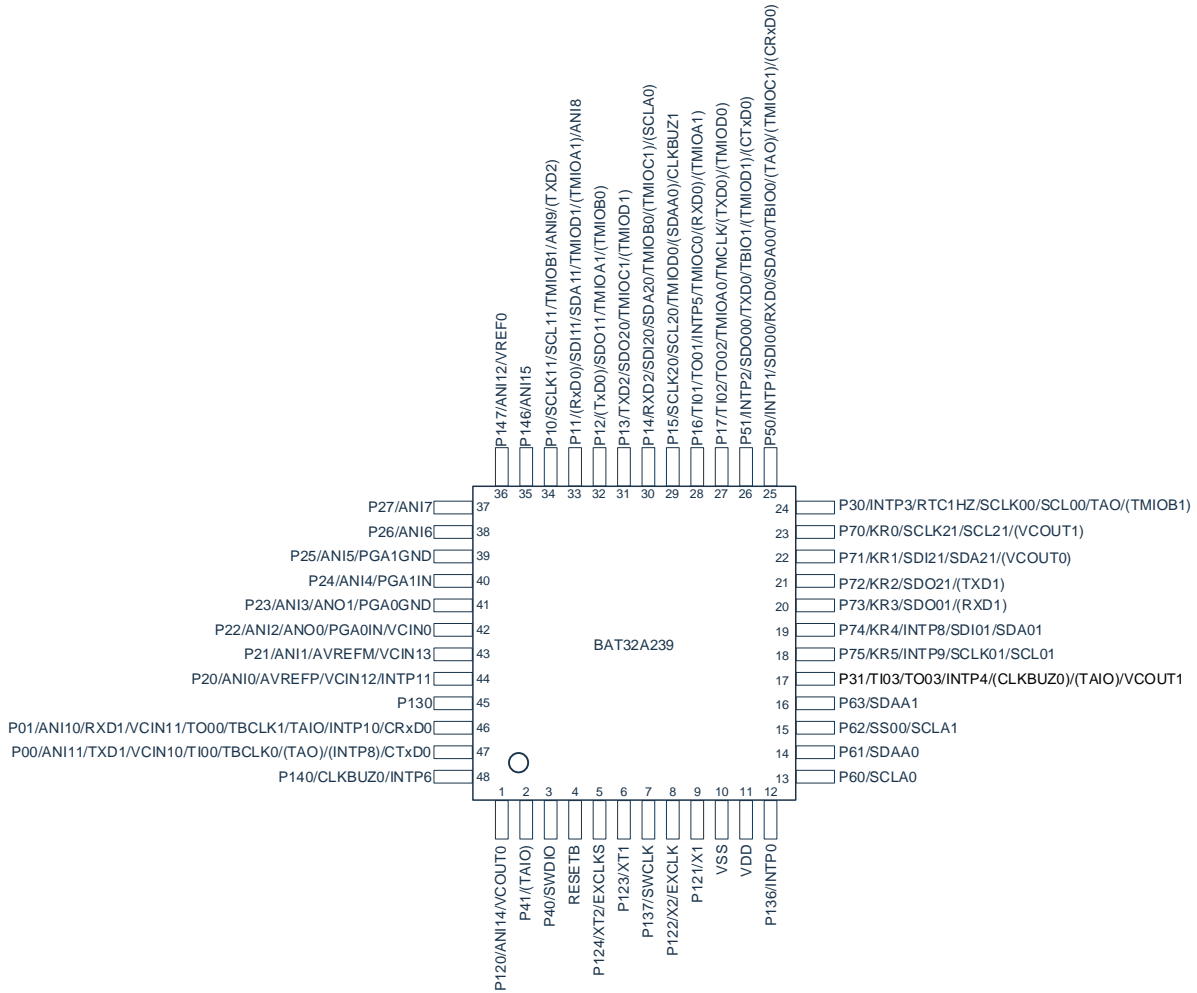 P147/ANI12/VREF0
P146/ANI15
P10/SCLK11/SCL11/TMIOB1/ANI9/(TXD2)
P11/(RxD0)/SDI11/SDA11/TMIOD1/(TMIOA1)/ANI8
P12/(TxD0)/SDO11/TMIOA1/(TMIOB0)
P13/TXD2/SDO20/TMIOC1/(TMIOD1)
P14/RXD2/SDI20/SDA20/TMIOB0/(TMIOC1)/(SCLA0)
P15/SCLK20/SCL20/TMIOD0/(SDAA0)/CLKBUZ1
P16/TI01/TO01/INTP5/TMIOC0/(RXD0)/(TMIOA1)
P17/TI02/TO02/TMIOA0/TMCLK/(TXD0)/(TMIOD0)
P51/INTP2/SDO00/TXD0/TBIO1/(TMIOD1)/(CTxD0)
P50/INTP1/SDI00/RXD0/SDA00/TBIO0/(TAO)/(TMIOC1)/(CRxD0)
36 35 34 33 32 31 30 29 28 27 26 25
P27/ANI7 37
P26/ANI6 38
P25/ANI5/PGA1GND 39
P24/ANI4/PGA1IN 40
P23/ANI3/ANO1/PGA0GND 41
P22/ANI2/ANO0/PGA0IN/VCIN0 42
P21/ANI1/AVREFM/VCIN13 43
P20/ANI0/AVREFP/VCIN12/INTP11 44
P130 45
P01/ANI10/RXD1/VCIN11/TO00/TBCLK1/TAIO/INTP10/CRxD0 46
P00/ANI11/TXD1/VCIN10/TI00/TBCLK0/(TAO)/(INTP8)/CTxD0 47
P140/CLKBUZ0/INTP6 48
BAT32A239
24 P30/INTP3/RTC1HZ/SCLK00/SCL00/TAO/(TMIOB1)
23 P70/KR0/SCLK21/SCL21/(VCOUT1)
22 P71/KR1/SDI21/SDA21/(VCOUT0)
21 P72/KR2/SDO21/(TXD1)
20 P73/KR3/SDO01/(RXD1)
19 P74/KR4/INTP8/SDI01/SDA01
18 P75/KR5/INTP9/SCLK01/SCL01
17 P31/TI03/TO03/INTP4/(CLKBUZ0)/(TAIO)/VCOUT1
16 P63/SDAA1
15 P62/SS00/SCLA1
14 P61/SDAA0
13 P60/SCLA0
1 2 3 4 5 6 7 8 9 10 11 12
P120/ANI14/VCOUT0
P41/(TAIO)
P40/SWDIO
RESETB
P124/XT2/EXCLKS
P123/XT1
P137/SWCLK
P122/X2/EXCLK
P121/X1
VSS
VDD
P136/INTP0